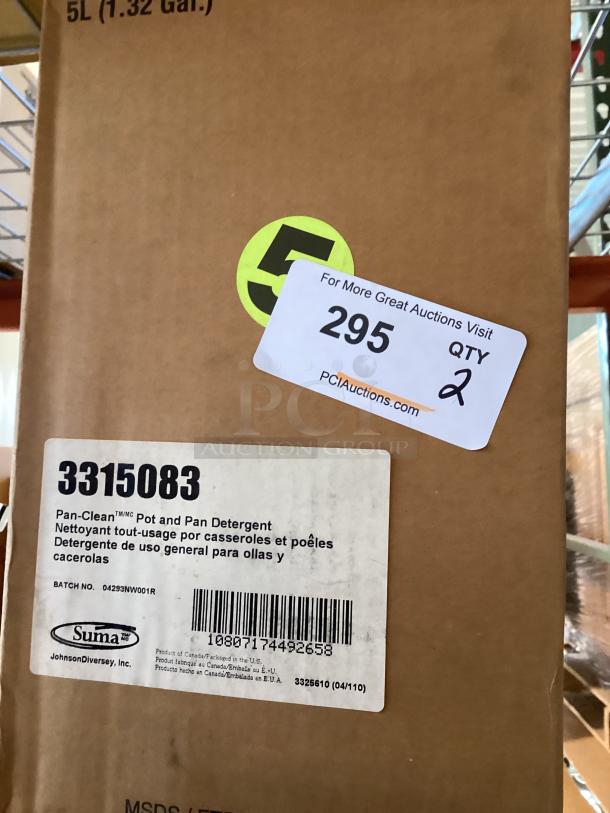 5L (1.32 Gal.)
5
For More Great Auctions Visit
295
QTY
2
PCIAuctions.com
PCI
AUCTION GROUP
3315083
Pan-Clean™/MC Pot and Pan Detergent
Nettoyant tout-usage por casseroles et poêles
Detergente de uso general para ollas y
cacerolas
BATCH NO. 04293NW001R
10807174492658
Suma
JohnsonDiversey, Inc.
Product of Canada/Packaged in the U.S.
Produit fabriqué au Canada/Emballé au É.-U.
Producto hecho en Canadá/Embalado en E.U.A.
3325610 (04/110)
MSDS /